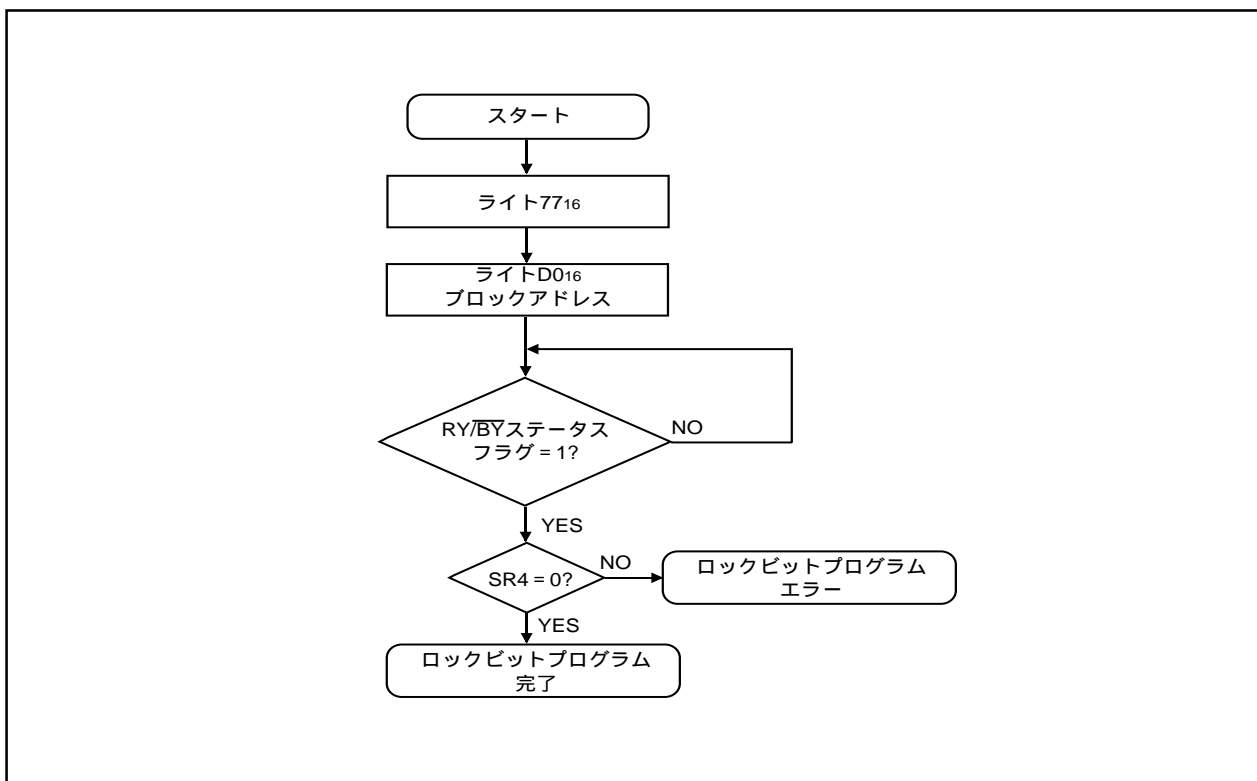 スタート
ライト77₁₆
ライトD0₁₆
ブロックアドレス
RY/B̅Y̅ステータス
フラグ = 1?
NO
YES
SR4 = 0?
NO
ロックビットプログラム
エラー
YES
ロックビットプログラム
完了